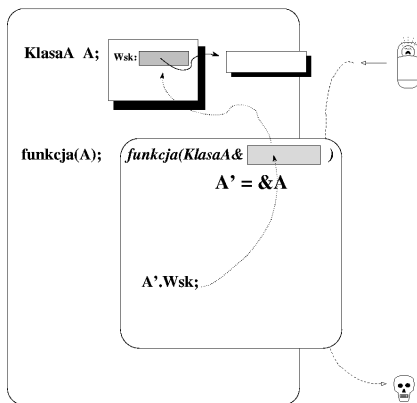 KlasaA A;
Wsk:
funkcja(A);
funkcja(KlasaA& )
A' = &A
A'.Wsk;